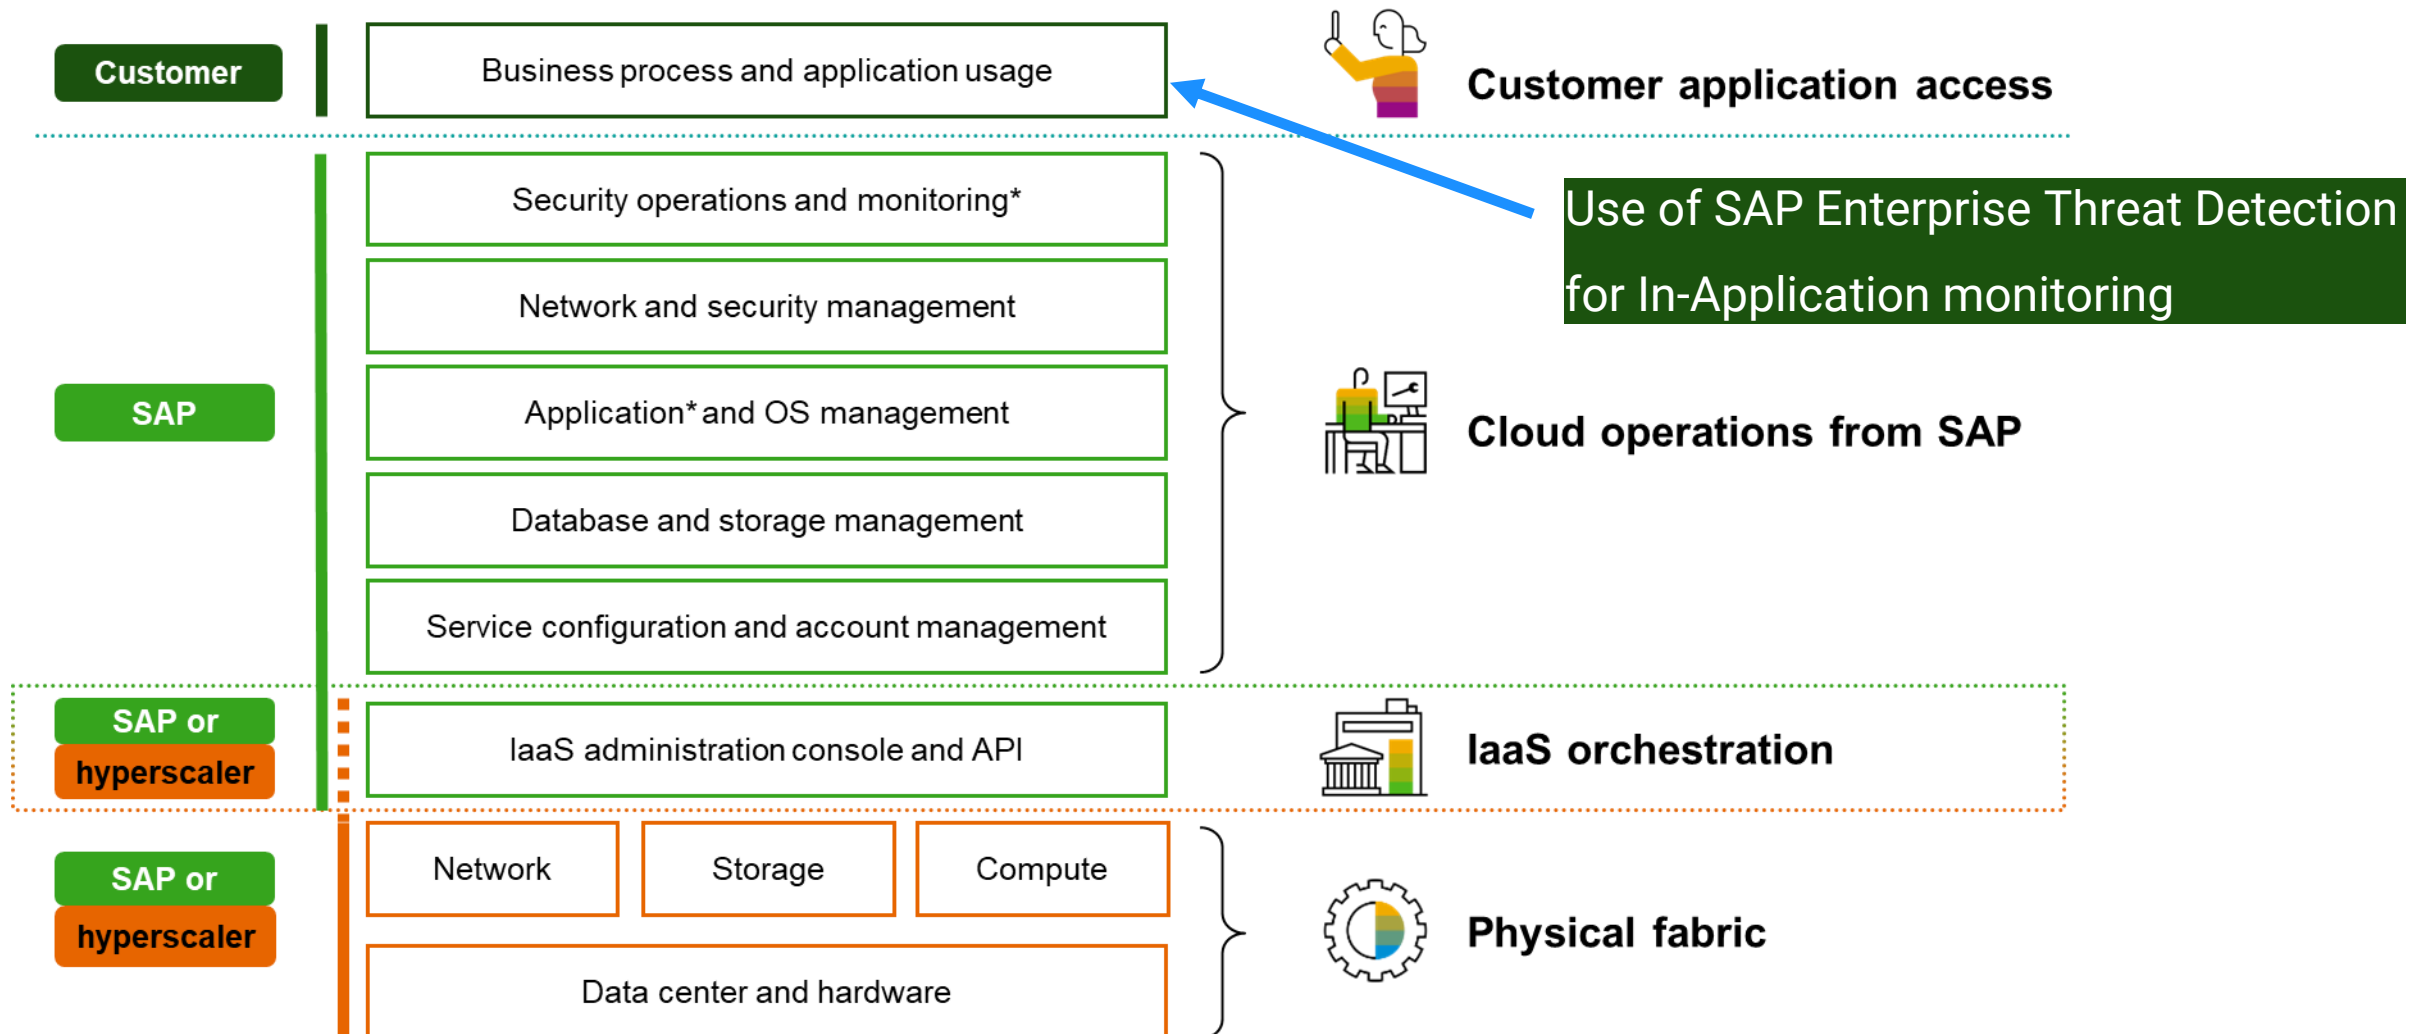 Customer
Business process and application usage
Customer application access
Security operations and monitoring*
Use of SAP Enterprise Threat Detection
for In-Application monitoring
Network and security management
SAP
Application* and OS management
Cloud operations from SAP
Database and storage management
Service configuration and account management
SAP or
hyperscaler
IaaS administration console and API
IaaS orchestration
SAP or
hyperscaler
Network
Storage
Compute
Physical fabric
Data center and hardware